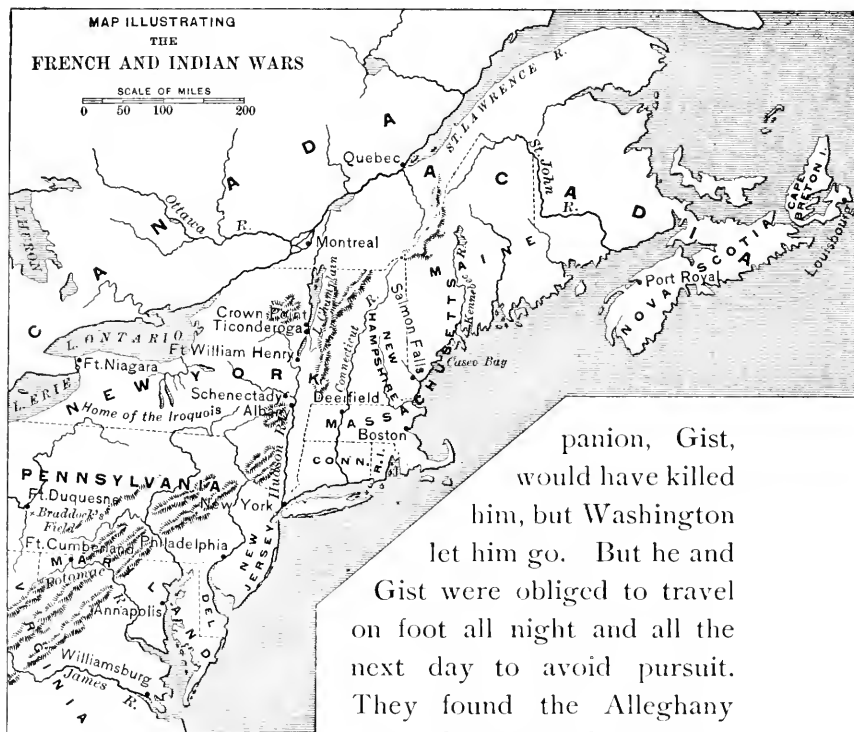 MAP ILLUSTRATING
THE
FRENCH AND INDIAN WARS
SCALE OF MILES
0 50 100 200
CANADA
ACADIA
ST. LAWRENCE R.
Quebec
St. John
R.
CAPE
BRETON I.
Louisbourg
NOVA SCOTIA
Port Royal
Ottawa
R.
L. HURON
Montreal
MAINE
Kenneb
R.
MASSACHUSETTS
Casco Bay
Salmon Falls
NEW
HAMPSHIRE
Connecticut R.
L. Champlain
Crown Point
Ticonderoga
Ft William Henry
L. ONTARIO
Ft. Niagara
L. ERIE
NEW YORK
Home of the Iroquois
Schenectady
Albany
Deerfield
MASS
Boston
CONN.
R.I.
Hudson
PENNSYLVANIA
Ft. Duquesne
Braddock's
Field
New York
Ft. Cumberland
Philadelphia
NEW
JERSEY
MARYLAND
Potomac
R.
Annapolis
DEL
VIRGINIA
Williamsburg
James R.
panion, Gist,
would have killed
him, but Washington
let him go. But he and
Gist were obliged to travel
on foot all night and all the
next day to avoid pursuit.
They found the Alleghany